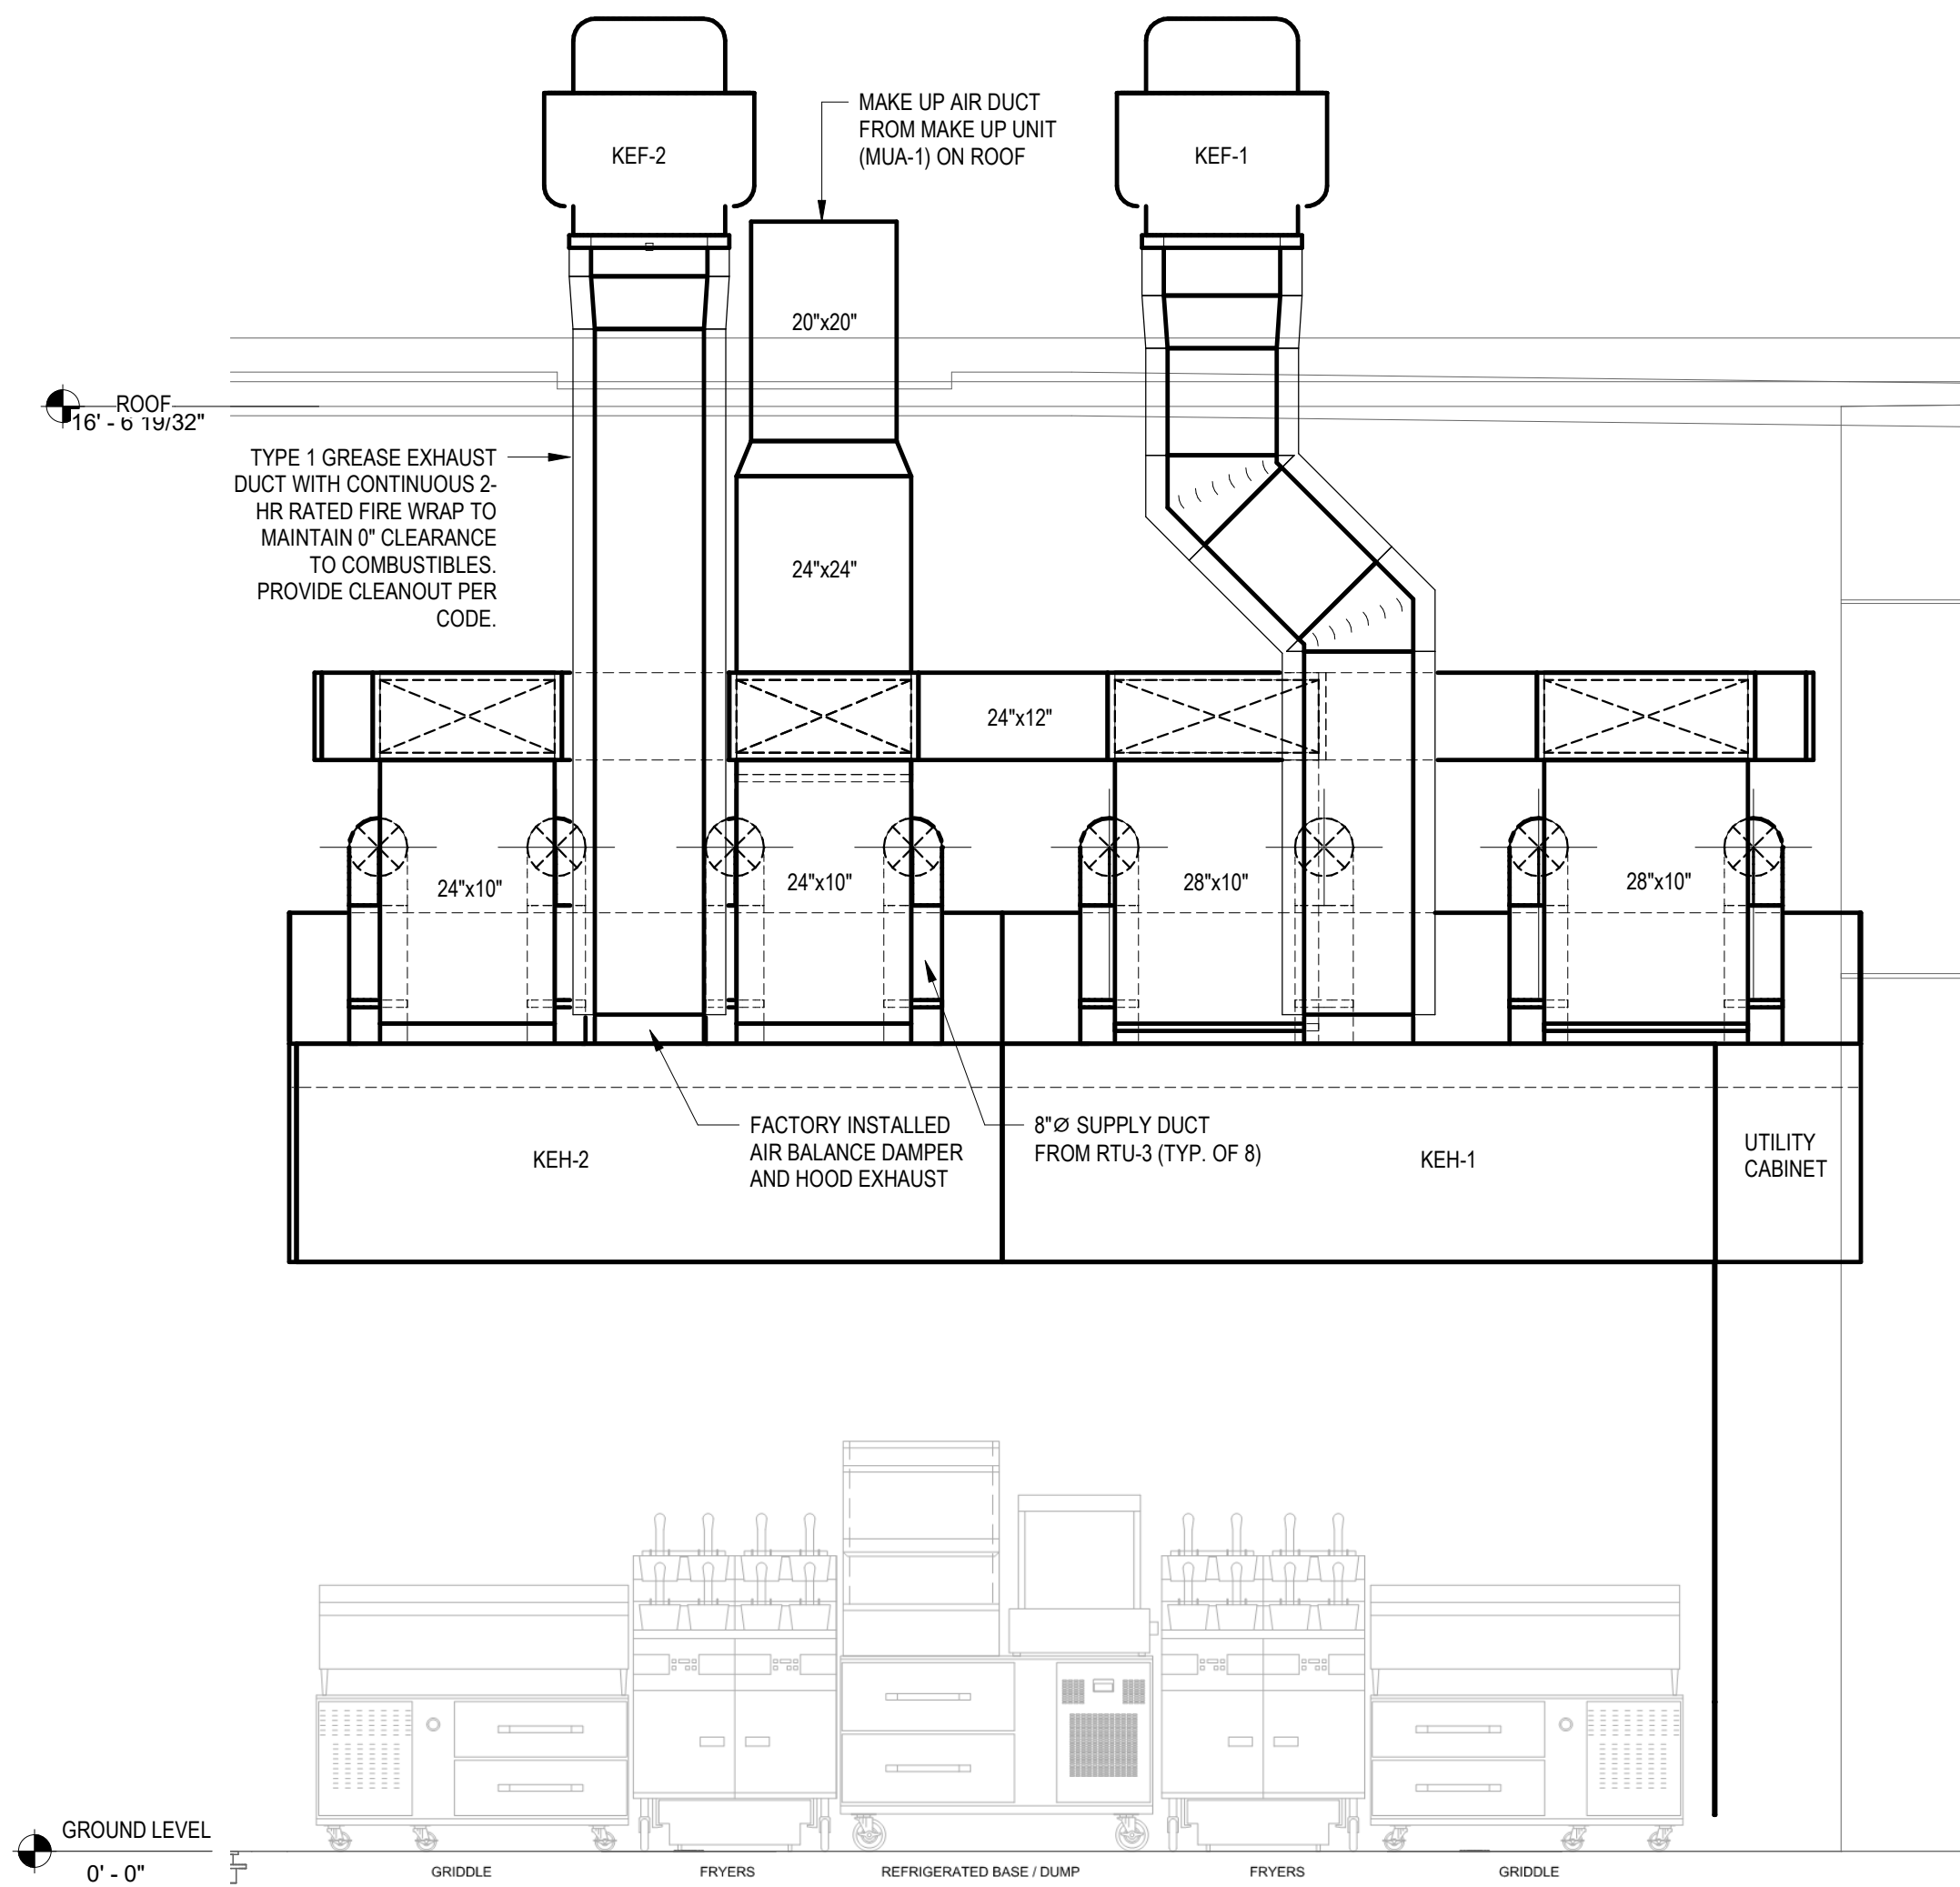 KEF-2
MAKE UP AIR DUCT
FROM MAKE UP UNIT
(MUA-1) ON ROOF
KEF-1
20"x20"
ROOF
16' - 6 19/32"
TYPE 1 GREASE EXHAUST
DUCT WITH CONTINUOUS 2-
HR RATED FIRE WRAP TO
MAINTAIN 0" CLEARANCE
TO COMBUSTIBLES.
PROVIDE CLEANOUT PER
CODE.
24"x24"
24"x12"
24"x10"
24"x10"
28"x10"
28"x10"
FACTORY INSTALLED
AIR BALANCE DAMPER
AND HOOD EXHAUST
8"Ø SUPPLY DUCT
FROM RTU-3 (TYP. OF 8)
KEH-2
KEH-1
UTILITY
CABINET
GROUND LEVEL
0' - 0"
GRIDDLE
FRYERS
REFRIGERATED BASE / DUMP
FRYERS
GRIDDLE